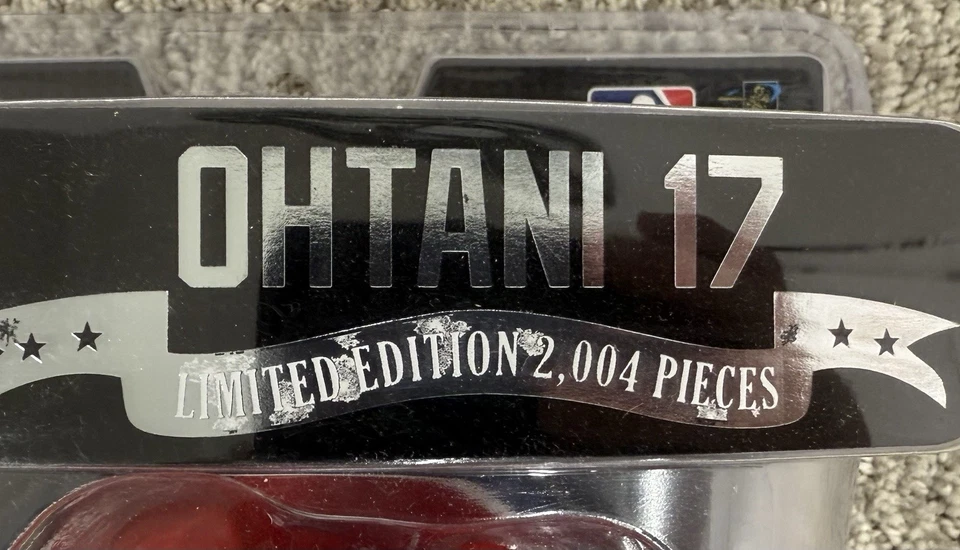 OHTANI 17
LIMITED EDITION 2,004 PIECES